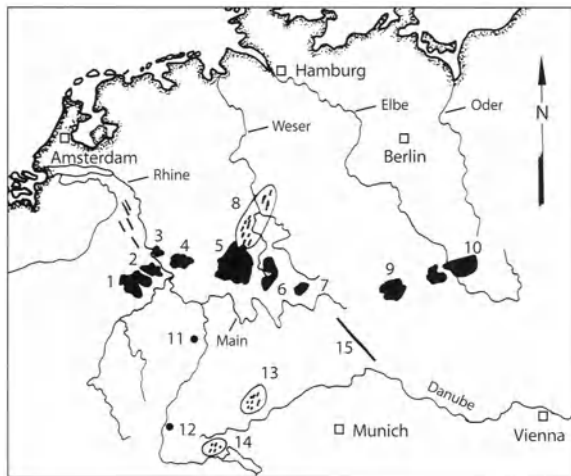 Hamburg
Elbe
Oder
N
Weser
Amsterdam
Berlin
Rhine
8
3
4
5
10
2
1
9
6
7
11
Main
15
13
Danube
12
14
Munich
Vienna